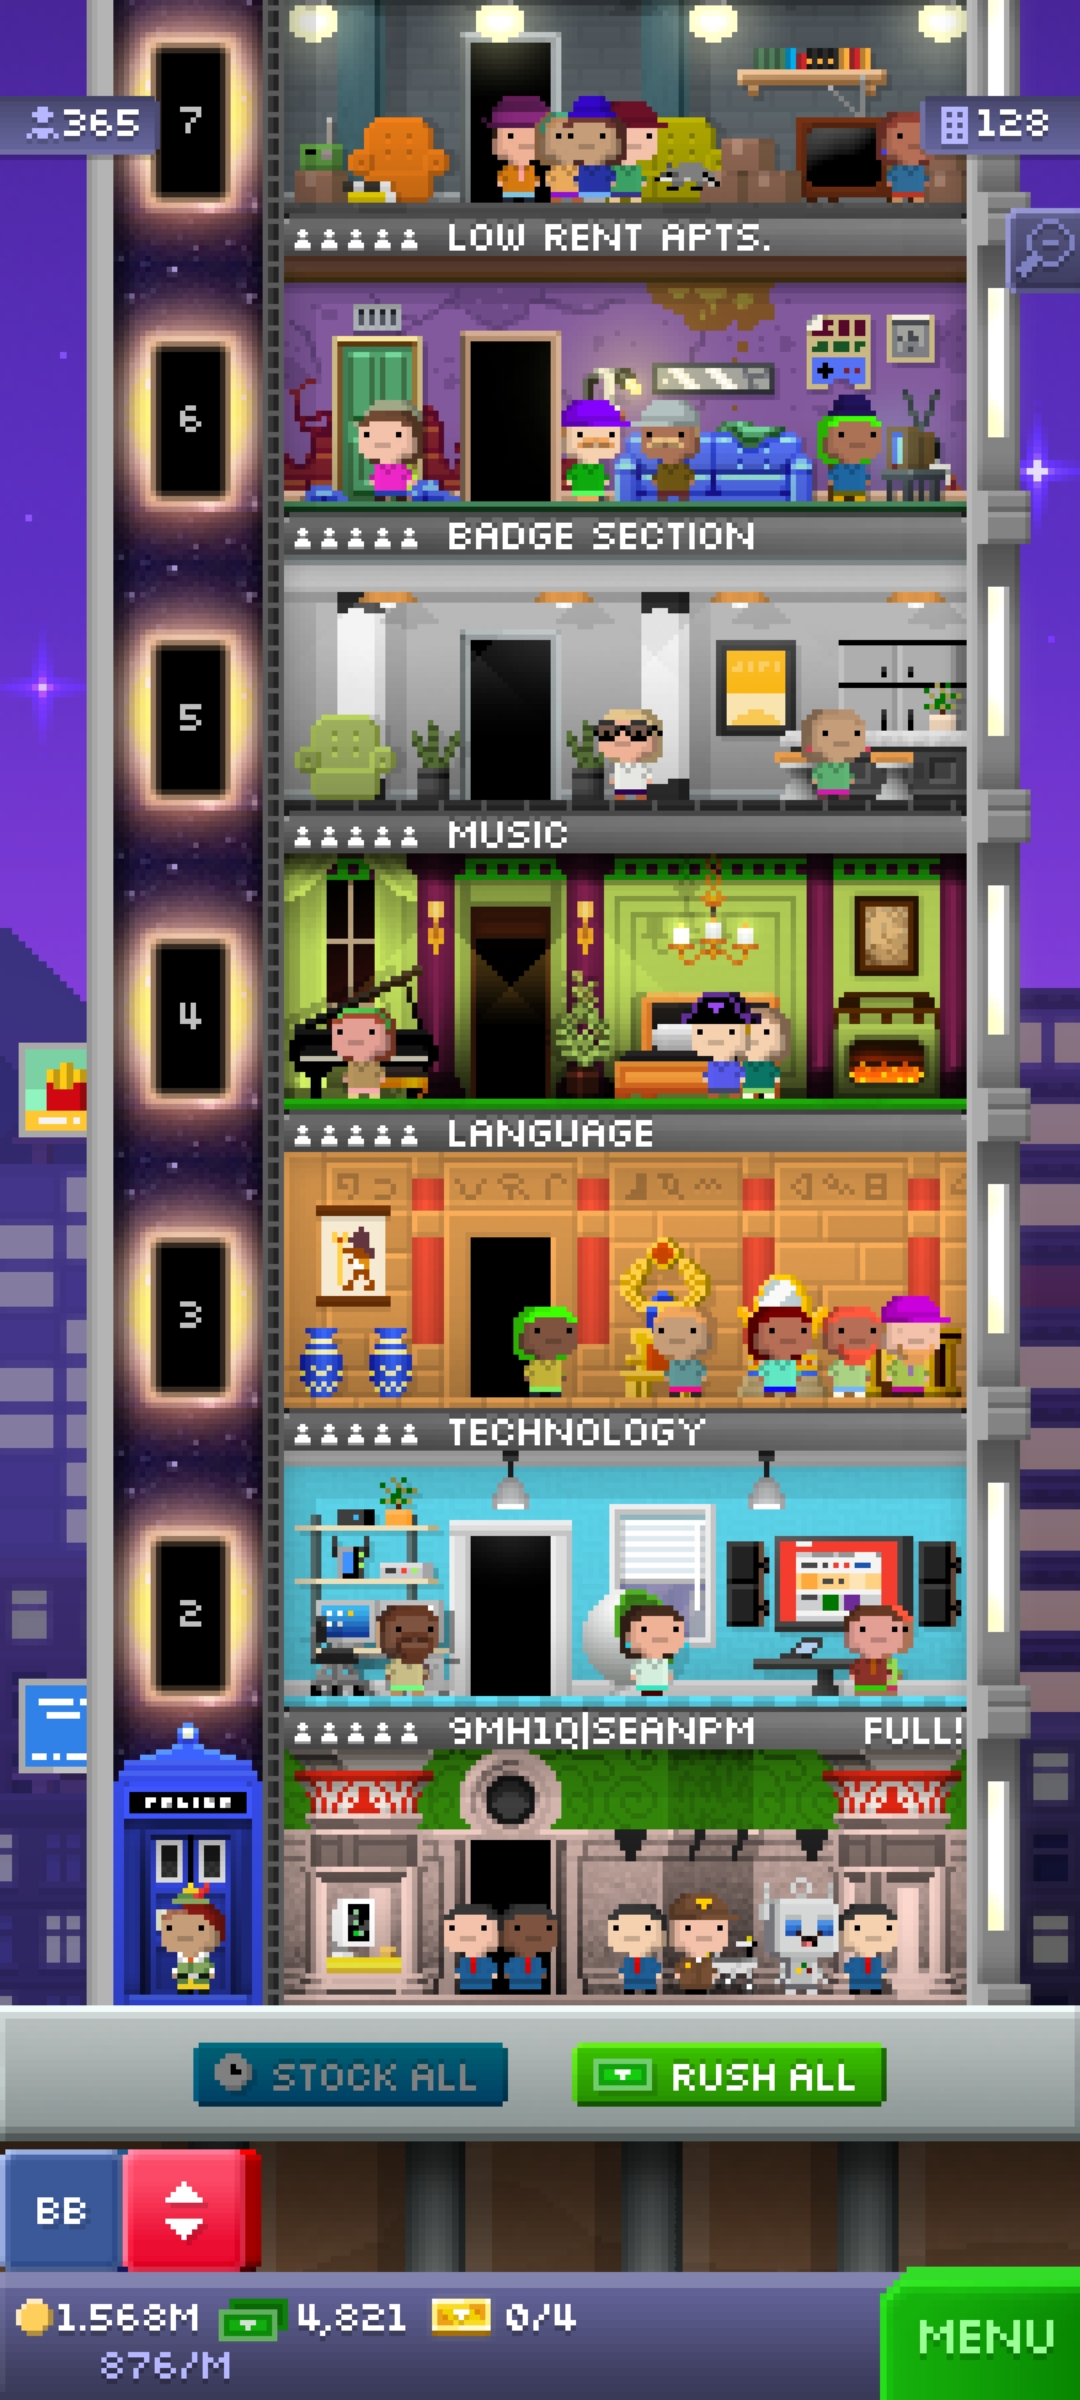 7
365
128
LOW RENT APTS.
6
BADGE SECTION
5
MUSIC
4
LANGUAGE
3
TECHNOLOGY
2
9MH1Q|SEANPM FULL!
POLICE
STOCK ALL
RUSH ALL
BB
1.568M 4,821 0/4
876/M
MENU